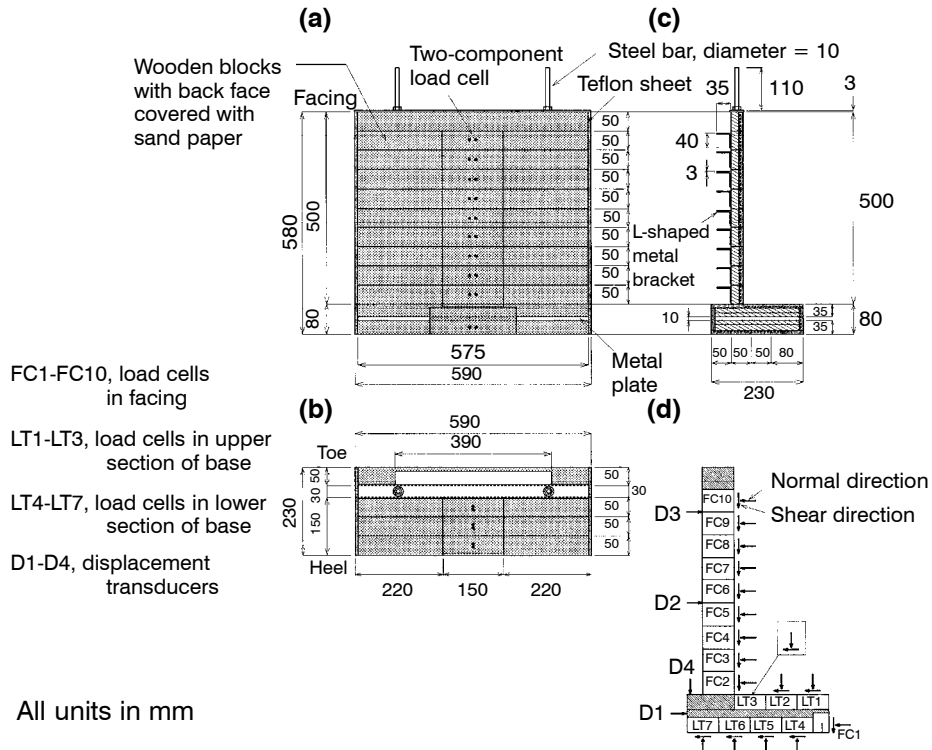 (a)
(c)
Two-component
load cell
Steel bar, diameter = 10
Teflon sheet
Wooden blocks
with back face
covered with
sand paper
Facing
35
110
3
50
50
50
50
50
50
50
50
50
50
40
3
500
580
500
80
L-shaped
metal
bracket
10
35
35
80
50
50
50
80
230
575
590
Metal
plate
FC1-FC10, load cells
in facing
LT1-LT3, load cells in upper
section of base
LT4-LT7, load cells in lower
section of base
D1-D4, displacement
transducers
All units in mm
(b)
590
390
Toe
50
30
150
230
50
30
50
50
50
Heel
220
150
220
(d)
Normal direction
Shear direction
FC10
D3
FC9
FC8
FC7
FC6
D2
FC5
FC4
FC3
D4
FC2
LT3
LT2
LT1
D1
LT7
LT6
LT5
LT4
FC1